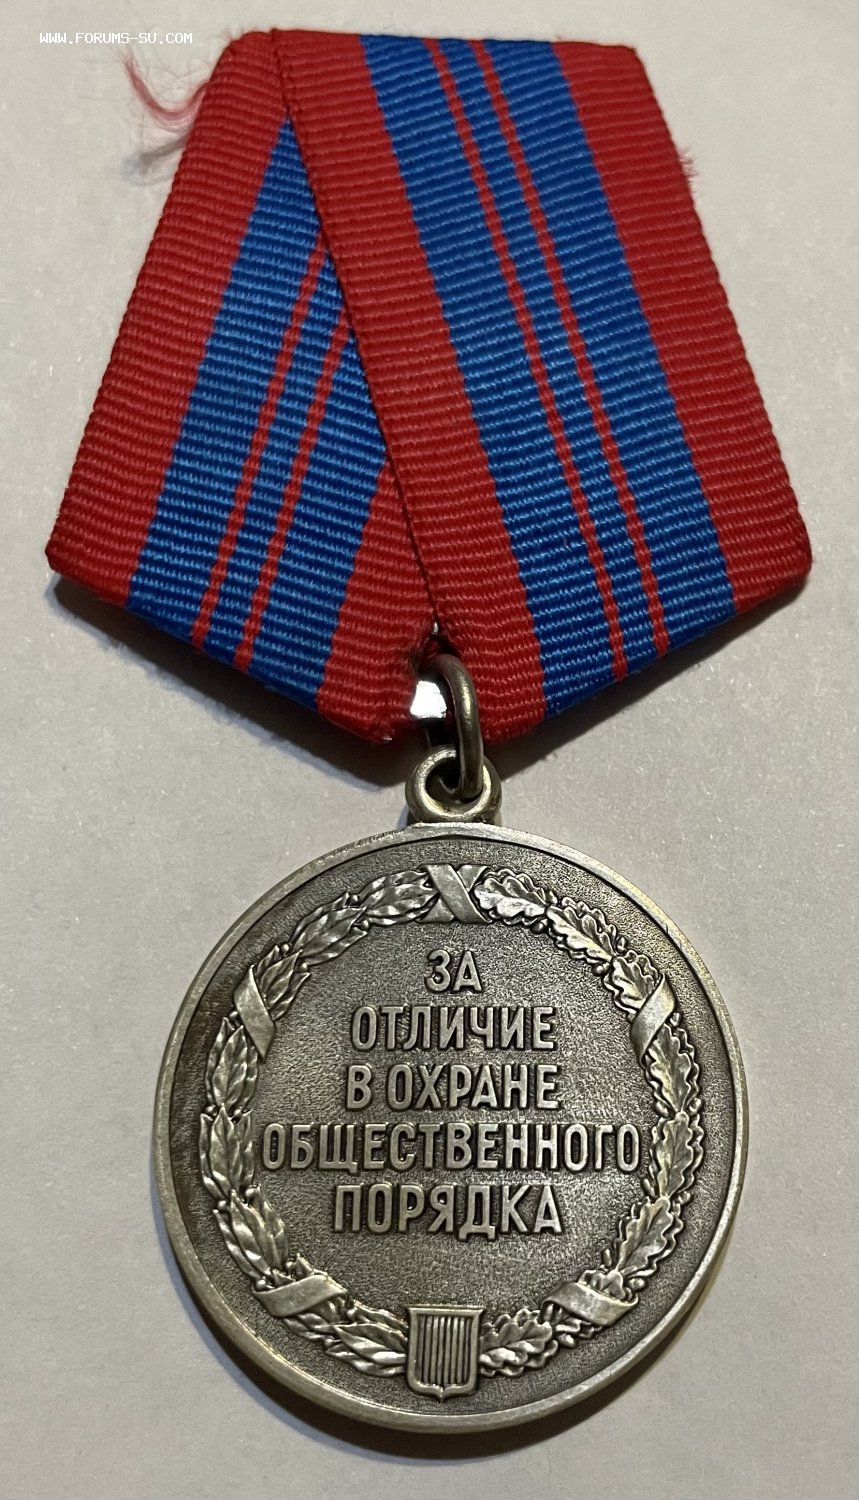 WWW.FORUMS-SU.COM
ЗА
ОТЛИЧИЕ
В ОХРАНЕ
ОБЩЕСТВЕННОГО
ПОРЯДКА